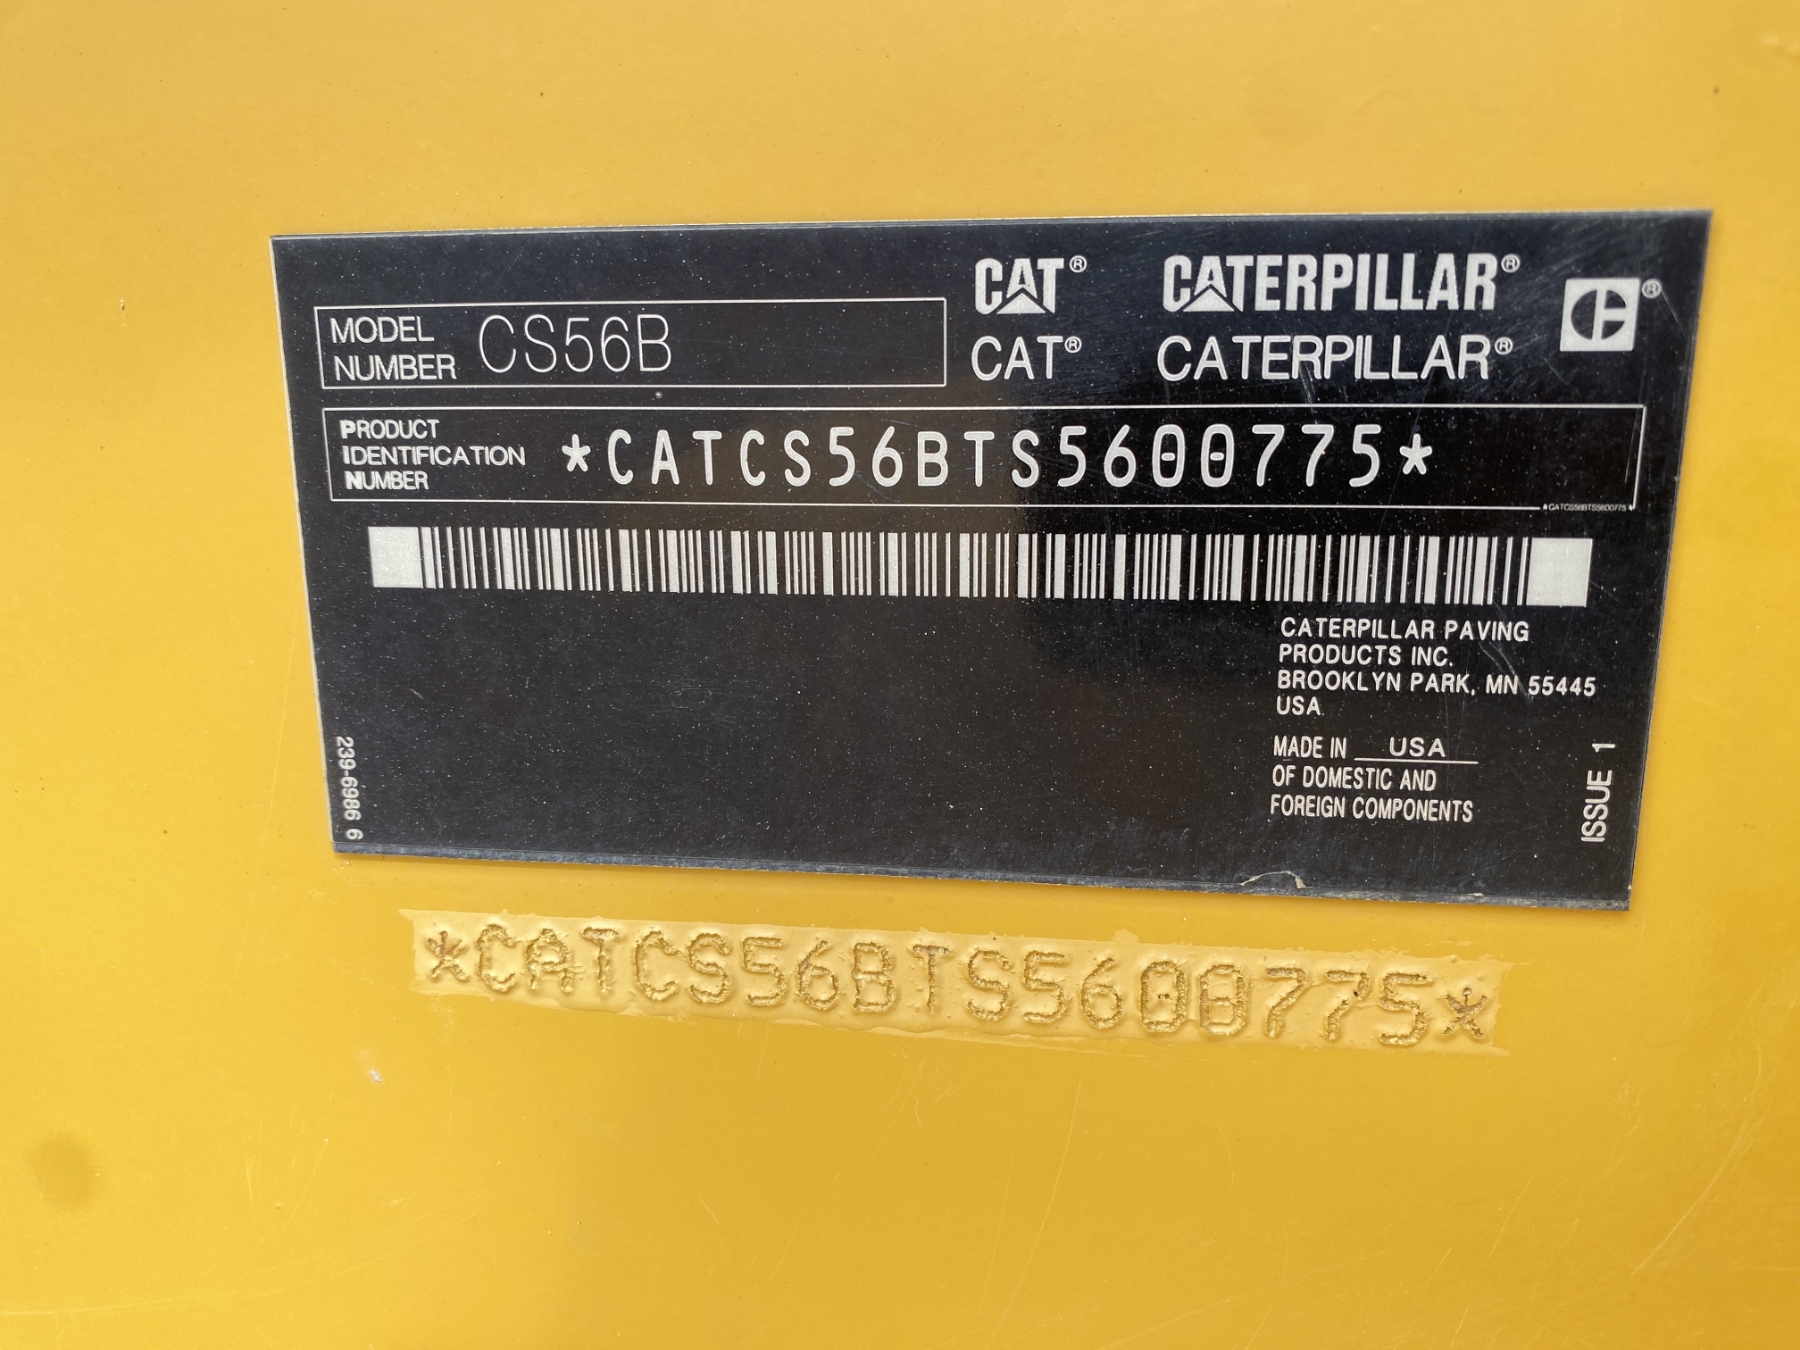 CAT® CATERPILLAR®
CAT® CATERPILLAR®
MODEL NUMBER CS56B
PRODUCT IDENTIFICATION NUMBER *CATCS56BTS5600775*
*CATCS56BTS5600775*
CATERPILLAR PAVING
PRODUCTS INC.
BROOKLYN PARK, MN 55445
USA
MADE IN USA
OF DOMESTIC AND
FOREIGN COMPONENTS
239-6986 6
ISSUE 1
*CATCS56BTS5600775*